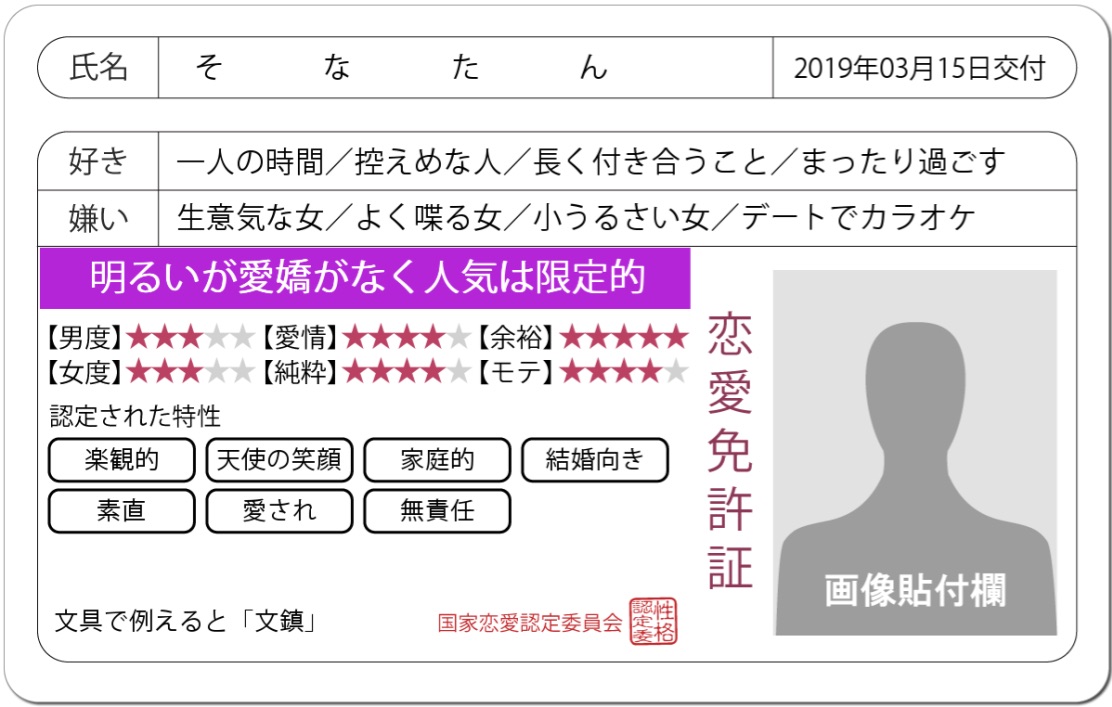 氏名 そなたん 2019年03月15日交付
好き 一人の時間／控えめな人／長く付き合うこと／まったり過ごす
嫌い 生意気な女／よく喋る女／小うるさい女／デートでカラオケ
明るいが愛嬌がなく人気は限定的
【男度】★★★★★【愛情】★★★★★【余裕】★★★★★
【女度】★★★★★【純粋】★★★★★【モテ】★★★★★
認定された特性
楽観的 天使の笑顔 家庭的 結婚向き
素直 愛され 無責任
文具で例えると「文鎮」
国家恋愛認定委員会
性格認定委
恋愛免許証
画像貼付欄